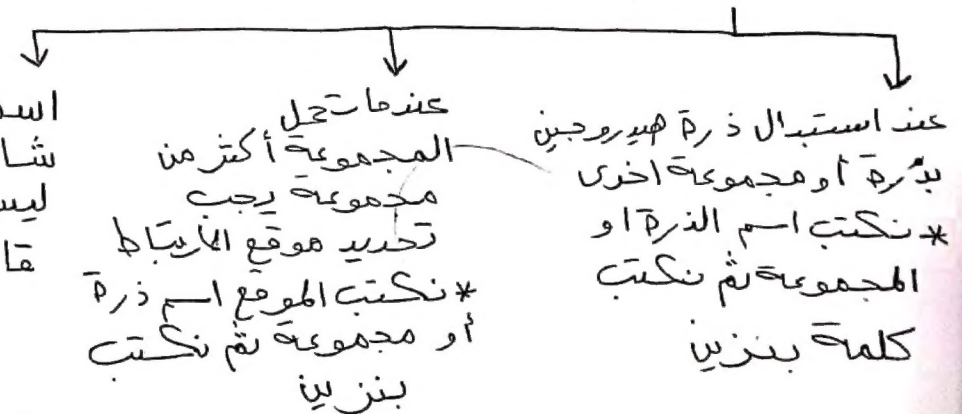 عند استبدال ذرة هيدروجين
بذرة أو مجموعة اخرى
* نكتب اسم الذرة او
المجموعة ثم نكتب
كلمة بنزين
عندما تحل
المجموعة أكثر من
مجموعة يجب
تحديد موقع الارتباط
* نكتب الموقع اسم ذرة
أو مجموعة ثم نكتب
بنزين